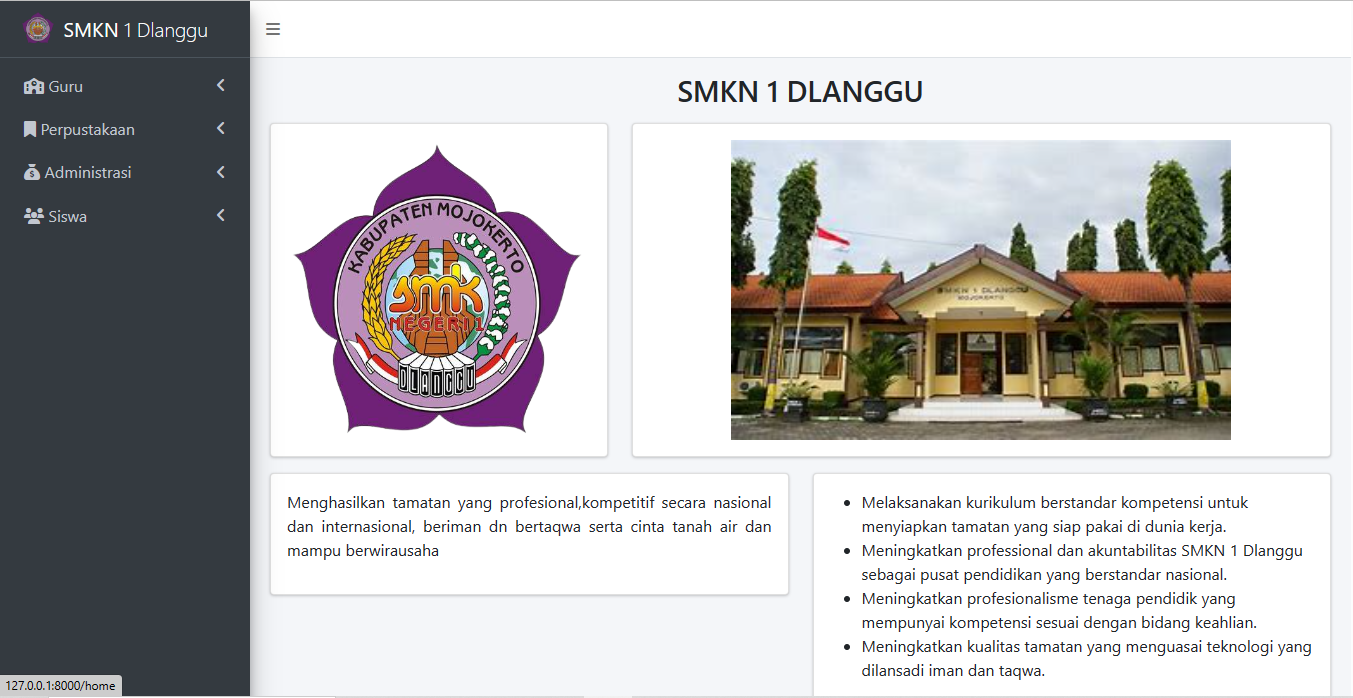 SMKN 1 Dlanggu
Guru
Perpustakaan
Administrasi
Siswa
SMKN 1 DLANGGU
KABUPATEN MOJOKERTO
smk
NEGERI 1
DLANGGU
SMKN 1 DLANGGU
MOJOKERTO
Menghasilkan tamatan yang profesional,kompetitif secara nasional
dan internasional, beriman dn bertaqwa serta cinta tanah air dan
mampu berwirausaha
Melaksanakan kurikulum berstandar kompetensi untuk
menyiapkan tamatan yang siap pakai di dunia kerja.
Meningkatkan professional dan akuntabilitas SMKN 1 Dlanggu
sebagai pusat pendidikan yang berstandar nasional.
Meningkatkan profesionalisme tenaga pendidik yang
mempunyai kompetensi sesuai dengan bidang keahlian.
Meningkatkan kualitas tamatan yang menguasai teknologi yang
dilansadi iman dan taqwa.
127.0.0.1:8000/home